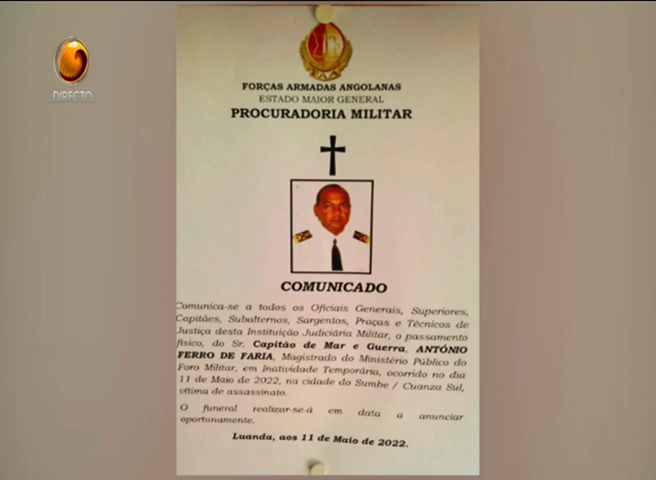 DIRECTO
FORÇAS ARMADAS ANGOLANAS
ESTADO MAIOR GENERAL
PROCURADORIA MILITAR
COMUNICADO
Comunica-se a todos os Oficiais Generais, Superiores,
Capitães, Subalternos, Sargentos, Praças e Técnicos de
Justiça desta Instituição Judiciária Militar, o passamento
físico, do Sr. Capitão de Mar e Guerra, ANTÓNIO
FERRO DE FARIA, Magistrado do Ministério Público do
Foro Militar, em Inatividade Temporária, ocorrido no dia
11 de Maio de 2022, na cidade do Sumbe / Cuanza Sul,
vítima de assassinato.
O funeral realizar-se-á em data a anunciar
oportunamente.
Luanda, aos 11 de Maio de 2022.